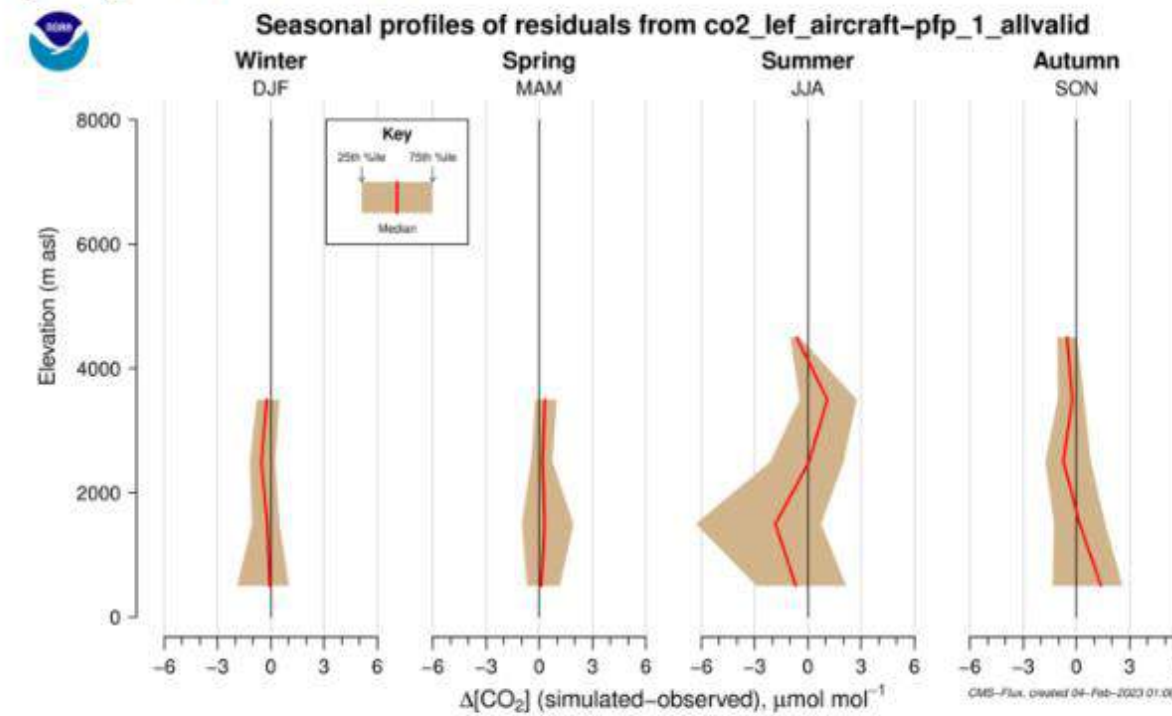 Seasonal profiles of residuals from co2_lef_aircraft−pfp_1_allvalid
Winter Spring Summer Autumn
DJF MAM JJA SON
NOAA
Key
25th %ile 75th %ile
Median
Elevation (m asl)
8000
6000
4000
2000
0
−6 −3 0 3 6 −6 −3 0 3 6 −6 −3 0 3 6 −6 −3 0 3
Δ[CO₂] (simulated−observed), μmol mol⁻¹
CMS−Flux, created 04−Feb−2023 01:08